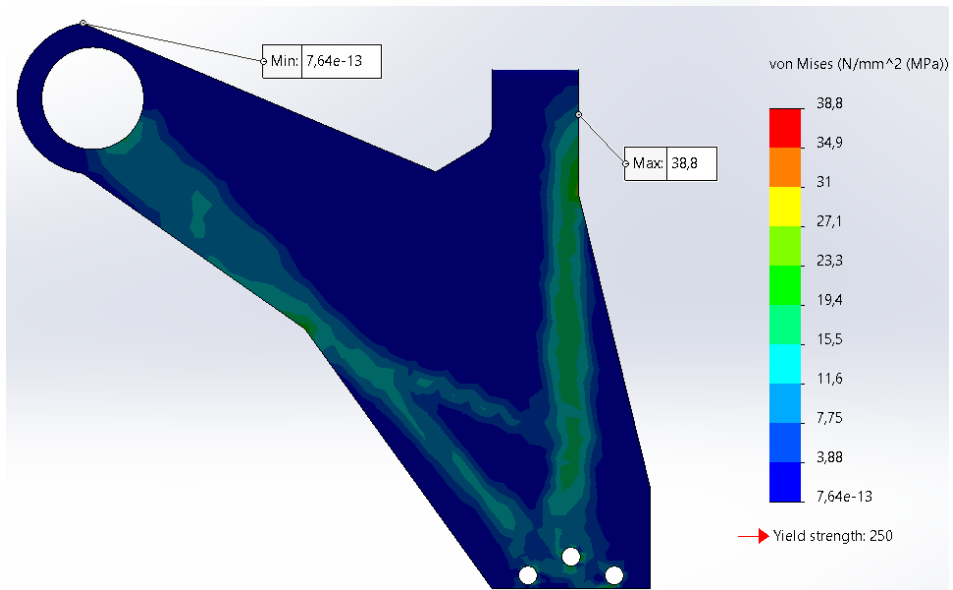 Min: 7,64e-13
Max: 38,8
von Mises (N/mm^2 (MPa))
38,8
34,9
31
27,1
23,3
19,4
15,5
11,6
7,75
3,88
7,64e-13
Yield strength: 250